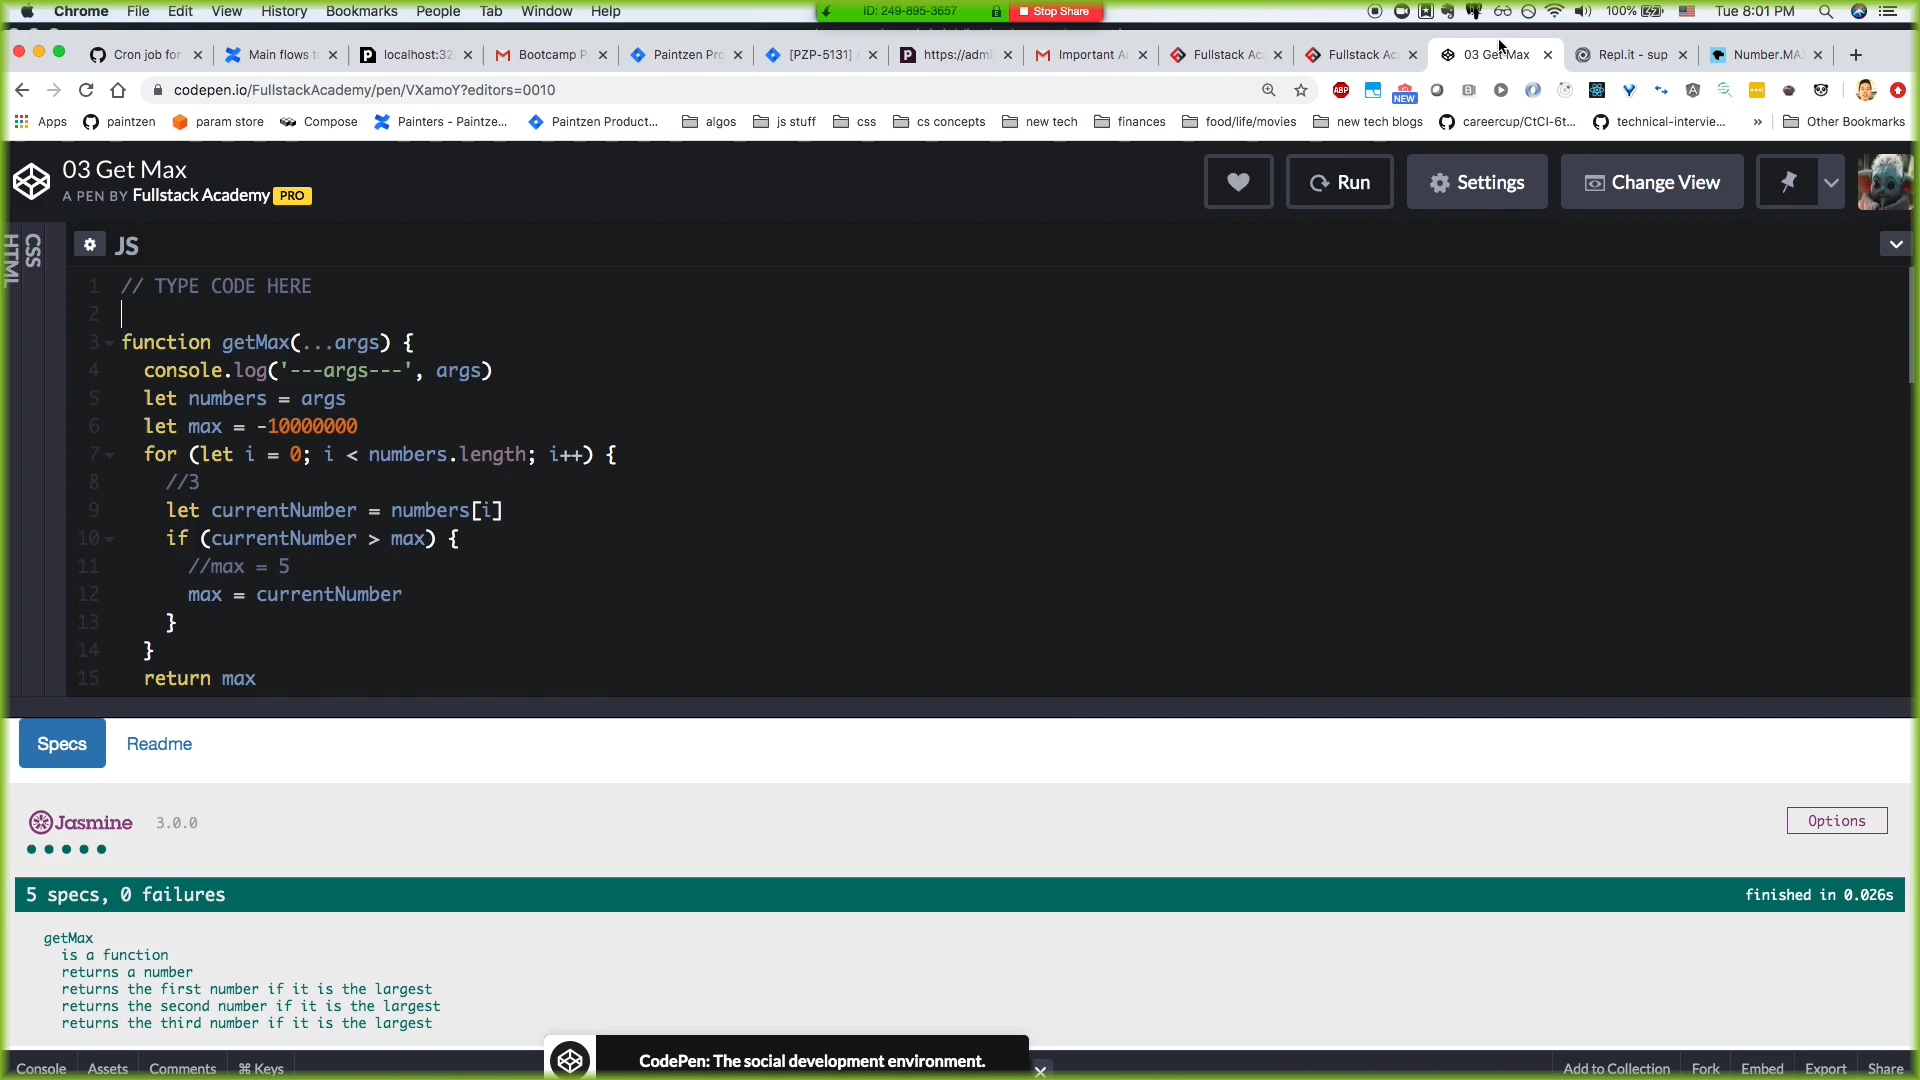 Chrome File Edit View History Bookmarks People Tab Window Help
ID: 249-895-3657 Stop Share
100% Tue 8:01 PM
Cron job for
Main flows t
localhost:32
Bootcamp P
Paintzen Pro
[PZP-5131]
https://admi
Important A
Fullstack Ac
Fullstack Ac
03 Get Max
Repl.it - sup
Number.MA
codepen.io/FullstackAcademy/pen/VXamoY?editors=0010
ABP
NEW
Apps paintzen param store Compose Painters - Paintze... Paintzen Product... algos js stuff css cs concepts new tech finances food/life/movies new tech blogs careercup/CtCI-6t... technical-intervie... » Other Bookmarks
03 Get Max
A PEN BY Fullstack Academy PRO
Run Settings Change View
HTML
CSS
JS
1 // TYPE CODE HERE
2
3 function getMax(...args) {
4 console.log('---args---', args)
5 let numbers = args
6 let max = -10000000
7 for (let i = 0; i < numbers.length; i++) {
8 //3
9 let currentNumber = numbers[i]
10 if (currentNumber > max) {
11 //max = 5
12 max = currentNumber
13 }
14 }
15 return max
Specs Readme
Jasmine 3.0.0
Options
5 specs, 0 failures finished in 0.026s
getMax
is a function
returns a number
returns the first number if it is the largest
returns the second number if it is the largest
returns the third number if it is the largest
CodePen: The social development environment.
Console Assets Comments ⌘ Keys Add to Collection Fork Embed Export Share